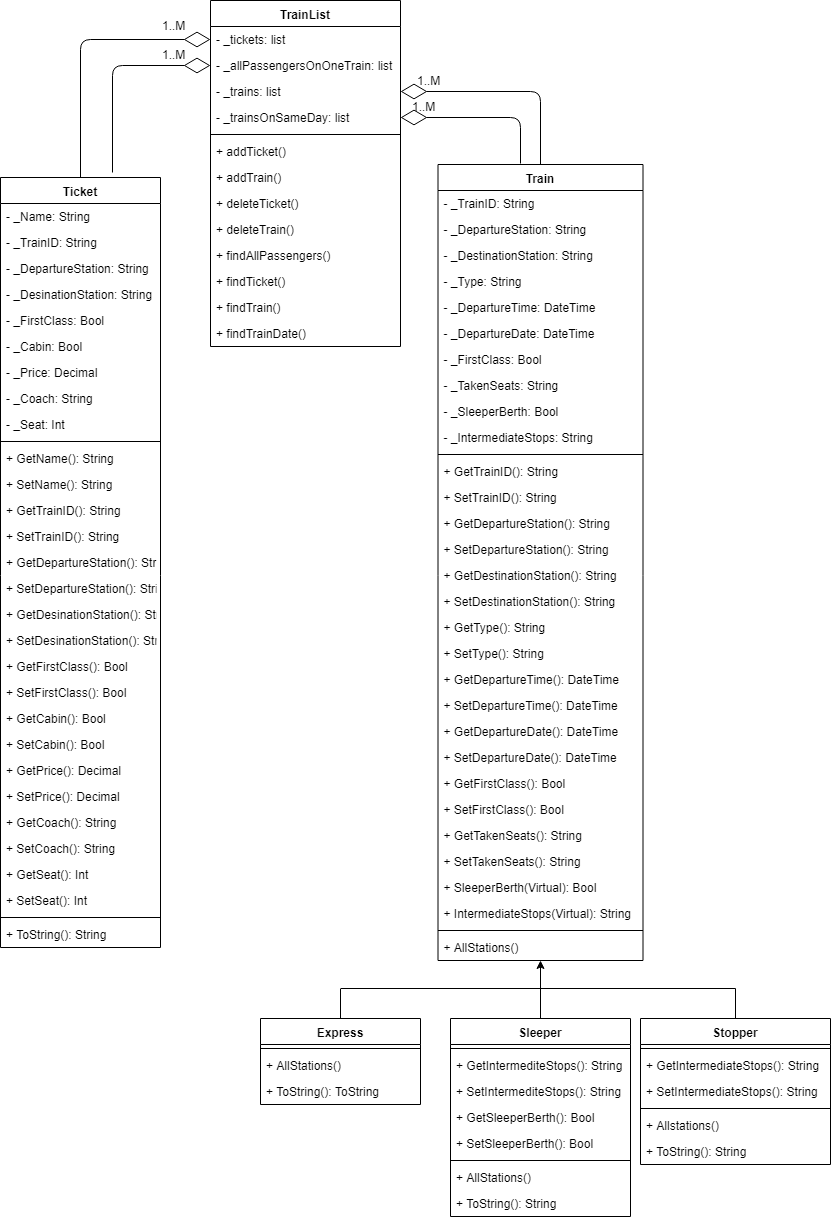 TrainList
- _tickets: list
- _allPassengersOnOneTrain: list
- _trains: list
- _trainsOnSameDay: list
+ addTicket()
+ addTrain()
+ deleteTicket()
+ deleteTrain()
+ findAllPassengers()
+ findTicket()
+ findTrain()
+ findTrainDate()
1..M
1..M
1..M
1..M
Ticket
- _Name: String
- _TrainID: String
- _DepartureStation: String
- _DesinationStation: String
- _FirstClass: Bool
- _Cabin: Bool
- _Price: Decimal
- _Coach: String
- _Seat: Int
+ GetName(): String
+ SetName(): String
+ GetTrainID(): String
+ SetTrainID(): String
+ GetDepartureStation(): Str
+ SetDepartureStation(): Stri
+ GetDesinationStation(): St
+ SetDesinationStation(): Str
+ GetFirstClass(): Bool
+ SetFirstClass(): Bool
+ GetCabin(): Bool
+ SetCabin(): Bool
+ GetPrice(): Decimal
+ SetPrice(): Decimal
+ GetCoach(): String
+ SetCoach(): String
+ GetSeat(): Int
+ SetSeat(): Int
+ ToString(): String
Train
- _TrainID: String
- _DepartureStation: String
- _DestinationStation: String
- _Type: String
- _DepartureTime: DateTime
- _DepartureDate: DateTime
- _FirstClass: Bool
- _TakenSeats: String
- _SleeperBerth: Bool
- _IntermediateStops: String
+ GetTrainID(): String
+ SetTrainID(): String
+ GetDepartureStation(): String
+ SetDepartureStation(): String
+ GetDestinationStation(): String
+ SetDestinationStation(): String
+ GetType(): String
+ SetType(): String
+ GetDepartureTime(): DateTime
+ SetDepartureTime(): DateTime
+ GetDepartureDate(): DateTime
+ SetDepartureDate(): DateTime
+ GetFirstClass(): Bool
+ SetFirstClass(): Bool
+ GetTakenSeats(): String
+ SetTakenSeats(): String
+ SleeperBerth(Virtual): Bool
+ IntermediateStops(Virtual): String
+ AllStations()
Express
+ AllStations()
+ ToString(): ToString
Sleeper
+ GetIntermediteStops(): String
+ SetIntermediteStops(): String
+ GetSleeperBerth(): Bool
+ SetSleeperBerth(): Bool
+ AllStations()
+ ToString(): String
Stopper
+ GetIntermediateStops(): String
+ SetIntermediateStops(): String
+ Allstations()
+ ToString(): String